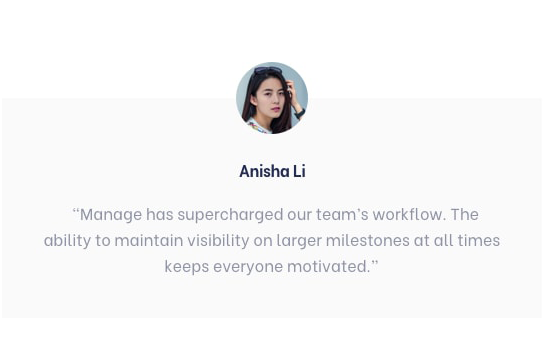 Anisha Li
“Manage has supercharged our team’s workflow. The
ability to maintain visibility on larger milestones at all times
keeps everyone motivated.”